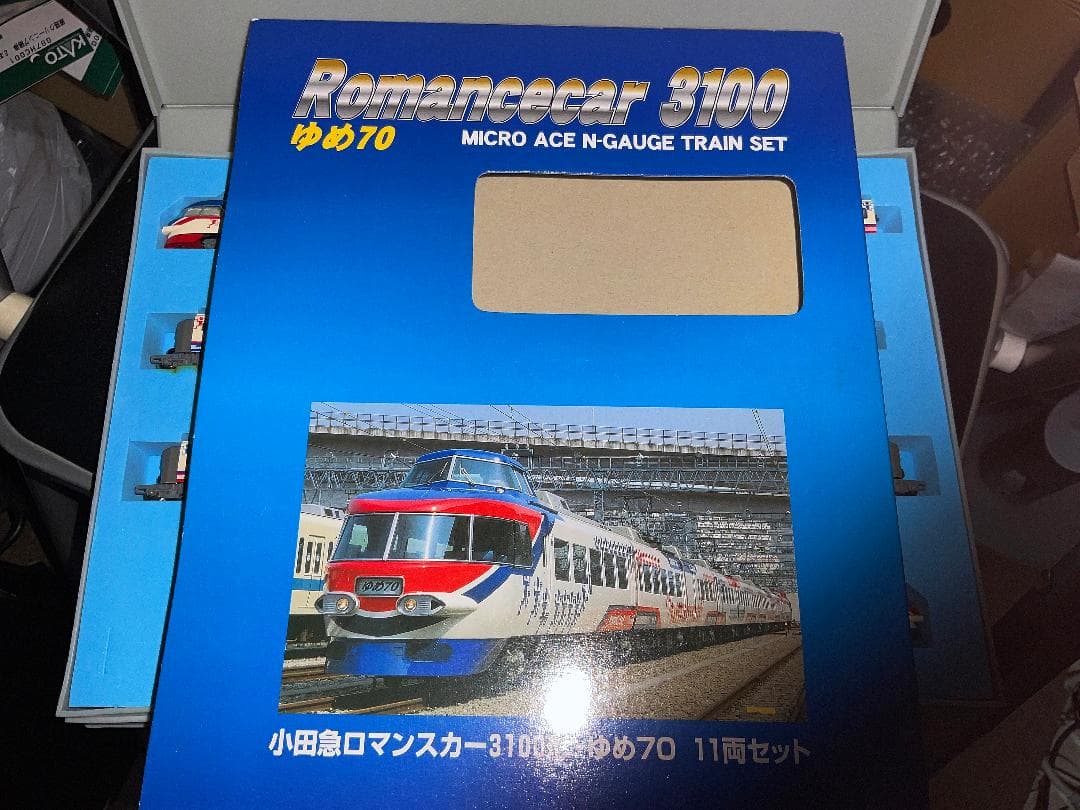 KATO
Romancecar 3100
ゆめ70
MICRO ACE N-GAUGE TRAIN SET
ゆめ70
小田急ロマンスカー3100 ゆめ70 11両セット